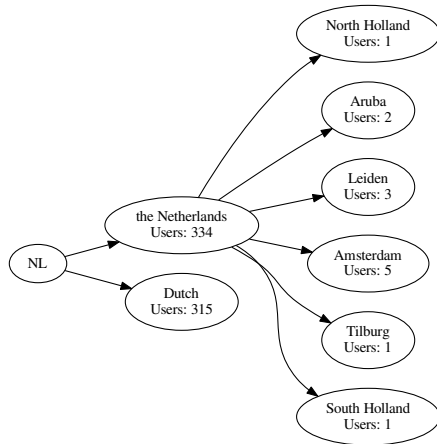 North Holland
Users: 1
Aruba
Users: 2
Leiden
Users: 3
the Netherlands
Users: 334
Amsterdam
Users: 5
NL
Dutch
Users: 315
Tilburg
Users: 1
South Holland
Users: 1